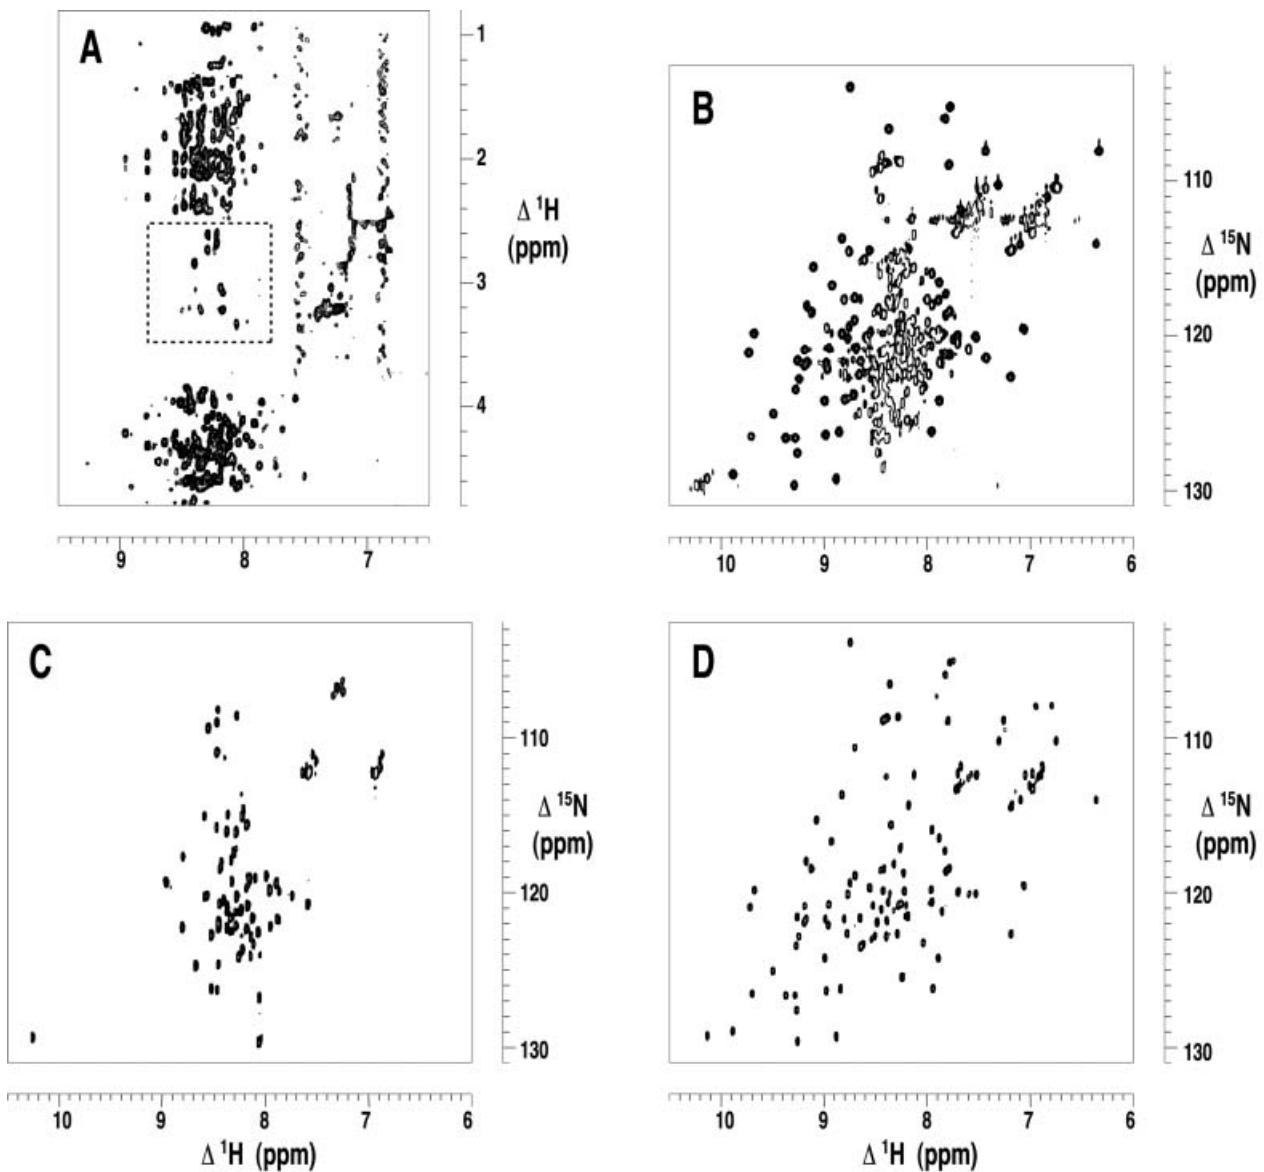 A
1
2
3
4
Δ ¹H
(ppm)
9 8 7
B
110
120
130
Δ ¹⁵N
(ppm)
10 9 8 7 6
C
110
120
130
Δ ¹⁵N
(ppm)
10 9 8 7 6
Δ ¹H (ppm)
D
110
120
130
Δ ¹⁵N
(ppm)
10 9 8 7 6
Δ ¹H (ppm)